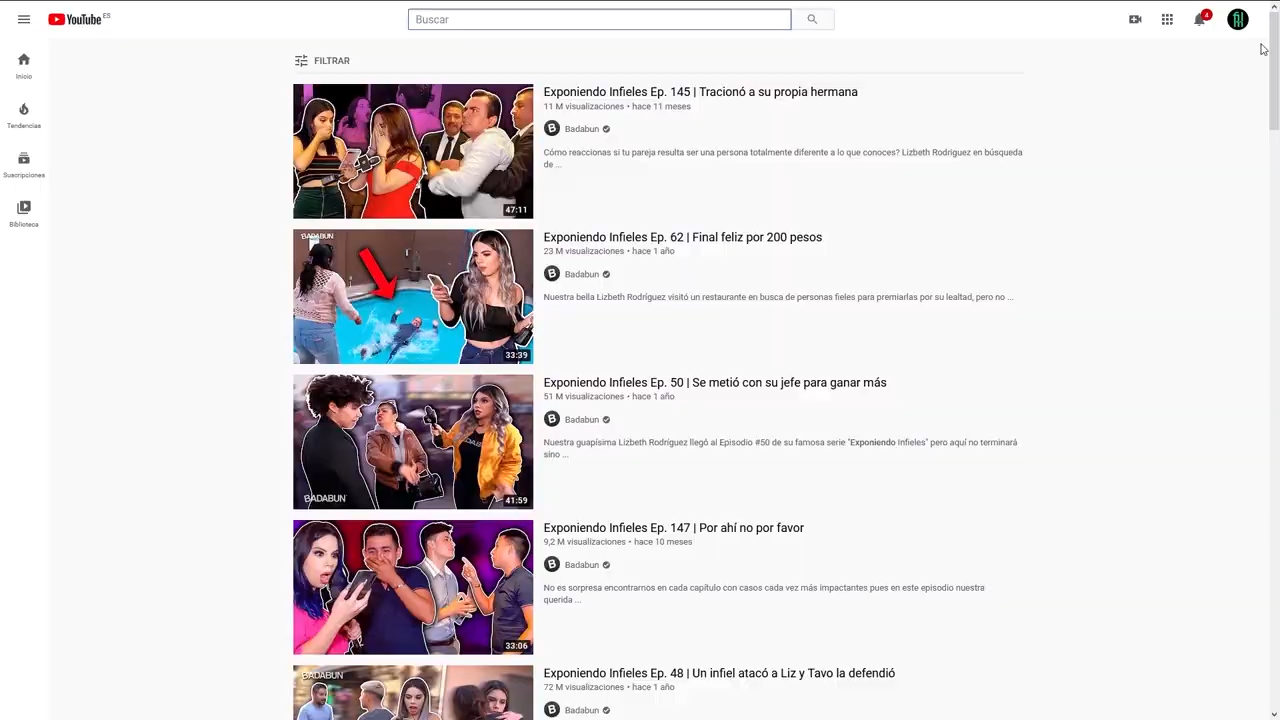 YouTube ES
Buscar
4
Inicio
Tendencias
Suscripciones
Biblioteca
FILTRAR
47:11
Exponiendo Infieles Ep. 145 | Tracionó a su propia hermana
11 M visualizaciones • hace 11 meses
B Badabun
Cómo reaccionas si tu pareja resulta ser una persona totalmente diferente a lo que conoces? Lizbeth Rodriguez en búsqueda
de ...
BADABUN
33:39
Exponiendo Infieles Ep. 62 | Final feliz por 200 pesos
23 M visualizaciones • hace 1 año
B Badabun
Nuestra bella Lizbeth Rodríguez visitó un restaurante en busca de personas fieles para premiarlas por su lealtad, pero no ...
BADABUN
41:59
Exponiendo Infieles Ep. 50 | Se metió con su jefe para ganar más
51 M visualizaciones • hace 1 año
B Badabun
Nuestra guapísima Lizbeth Rodríguez llegó al Episodio #50 de su famosa serie "Exponiendo Infieles" pero aquí no terminará
sino ...
33:06
Exponiendo Infieles Ep. 147 | Por ahí no por favor
9,2 M visualizaciones • hace 10 meses
B Badabun
No es sorpresa encontrarnos en cada capítulo con casos cada vez más impactantes pues en este episodio nuestra
querida ...
BADABUN
Exponiendo Infieles Ep. 48 | Un infiel atacó a Liz y Tavo la defendió
72 M visualizaciones • hace 1 año
B Badabun